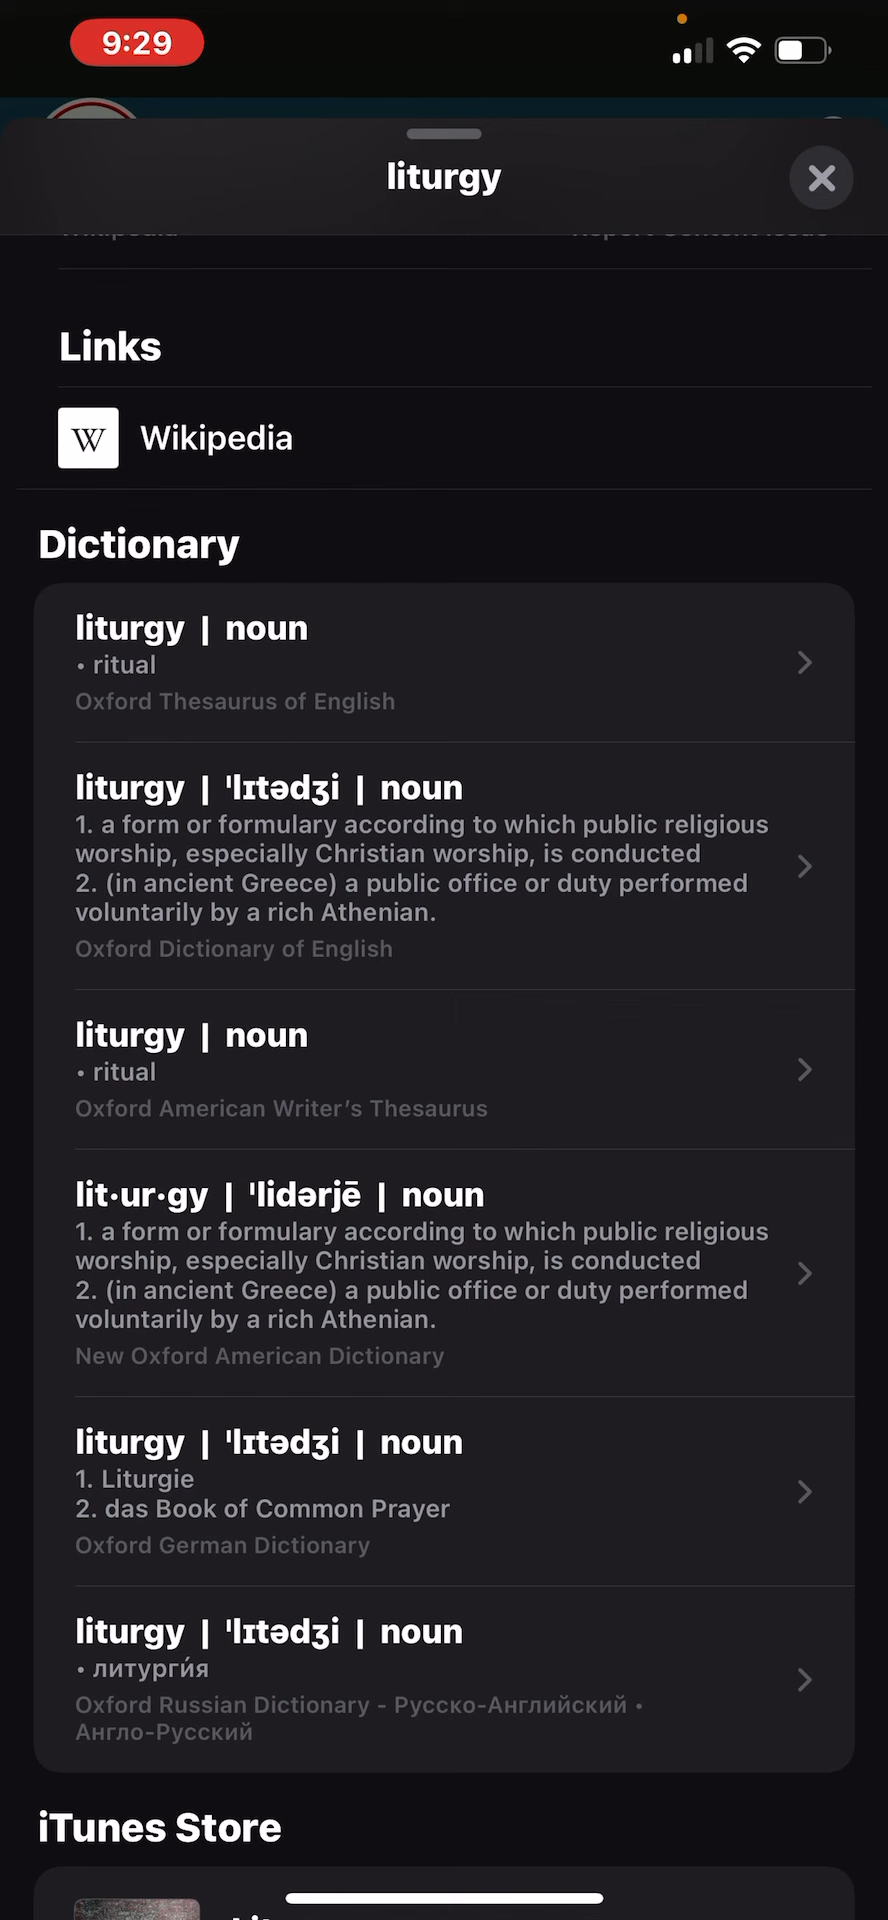 9:29
liturgy
Wikipedia
Report Content Issue
Links
W Wikipedia
Dictionary
liturgy | noun
• ritual
Oxford Thesaurus of English
liturgy | ˈlɪtədʒi | noun
1. a form or formulary according to which public religious
worship, especially Christian worship, is conducted
2. (in ancient Greece) a public office or duty performed
voluntarily by a rich Athenian.
Oxford Dictionary of English
liturgy | noun
• ritual
Oxford American Writer’s Thesaurus
lit·ur·gy | ˈlidərjē | noun
1. a form or formulary according to which public religious
worship, especially Christian worship, is conducted
2. (in ancient Greece) a public office or duty performed
voluntarily by a rich Athenian.
New Oxford American Dictionary
liturgy | ˈlɪtədʒi | noun
1. Liturgie
2. das Book of Common Prayer
Oxford German Dictionary
liturgy | ˈlɪtədʒi | noun
• литурги́я
Oxford Russian Dictionary - Русско-Английский •
Англо-Русский
iTunes Store